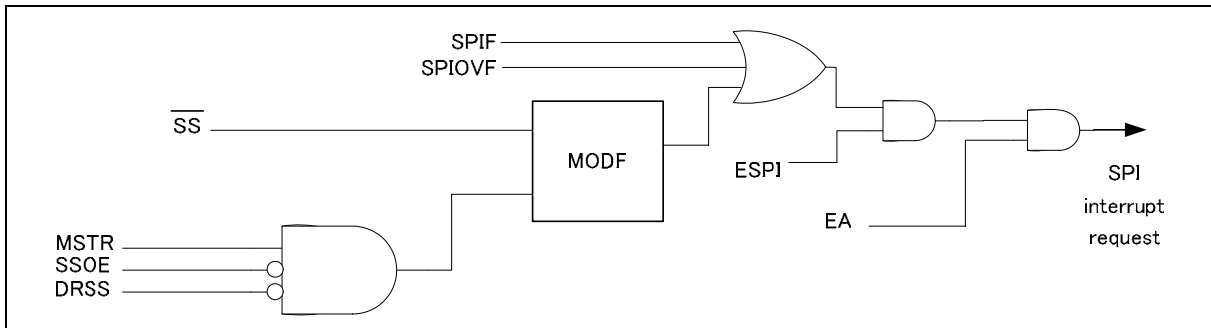 SPIF
SPIOVF
SS
MODF
ESPI
SPI
interrupt
request
EA
MSTR
SSOE
DRSS